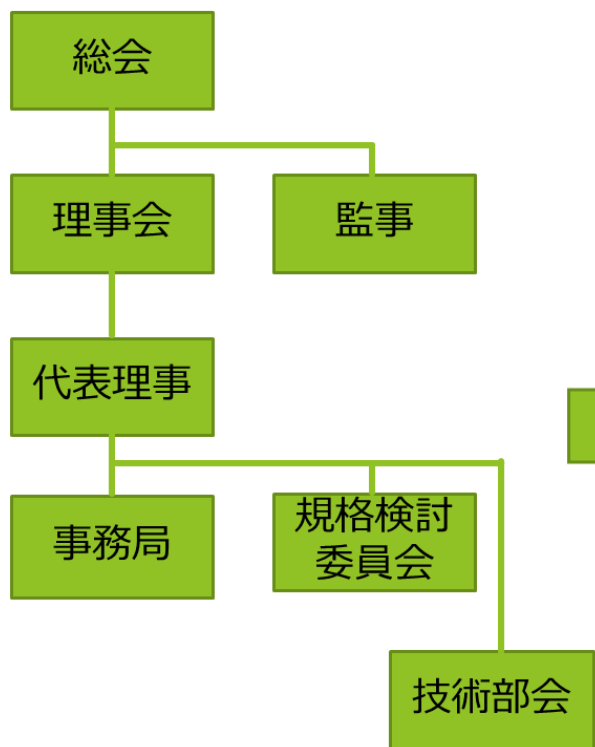 総会
理事会
監事
代表理事
事務局
規格検討
委員会
技術部会